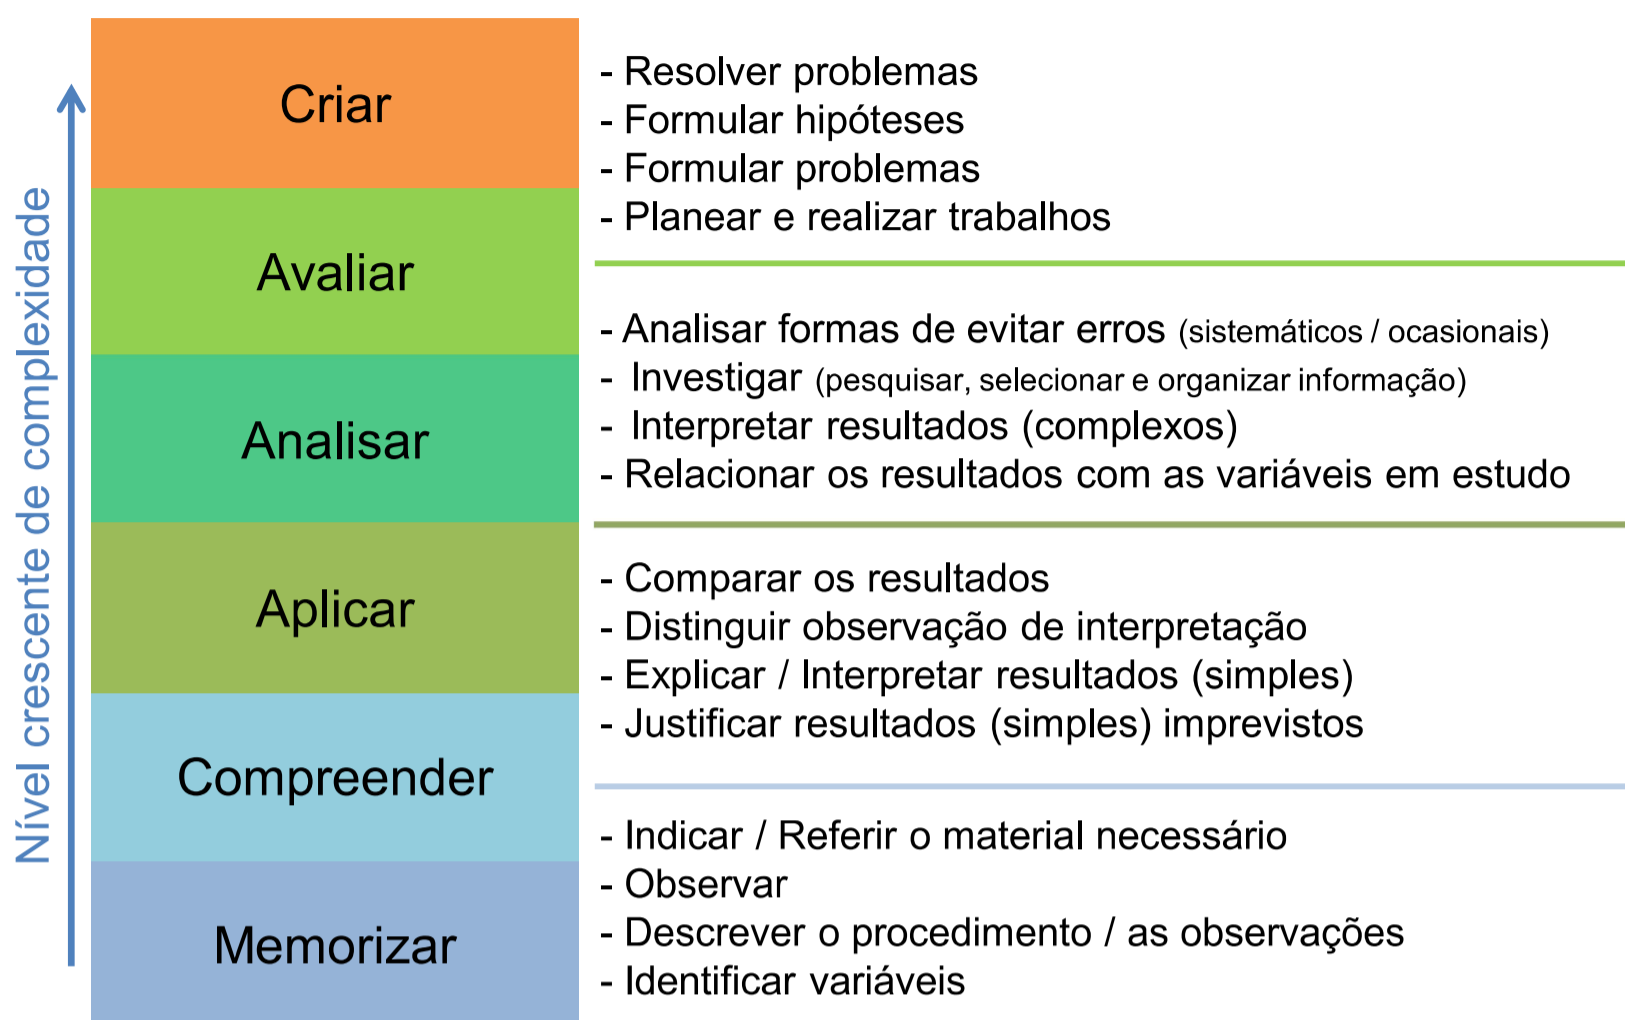 Nível crescente de complexidade
Criar
- Resolver problemas
- Formular hipóteses
- Formular problemas
- Planear e realizar trabalhos
Avaliar
- Analisar formas de evitar erros (sistemáticos / ocasionais)
- Investigar (pesquisar, selecionar e organizar informação)
- Interpretar resultados (complexos)
- Relacionar os resultados com as variáveis em estudo
Analisar
Aplicar
- Comparar os resultados
- Distinguir observação de interpretação
- Explicar / Interpretar resultados (simples)
- Justificar resultados (simples) imprevistos
Compreender
- Indicar / Referir o material necessário
- Observar
- Descrever o procedimento / as observações
- Identificar variáveis
Memorizar